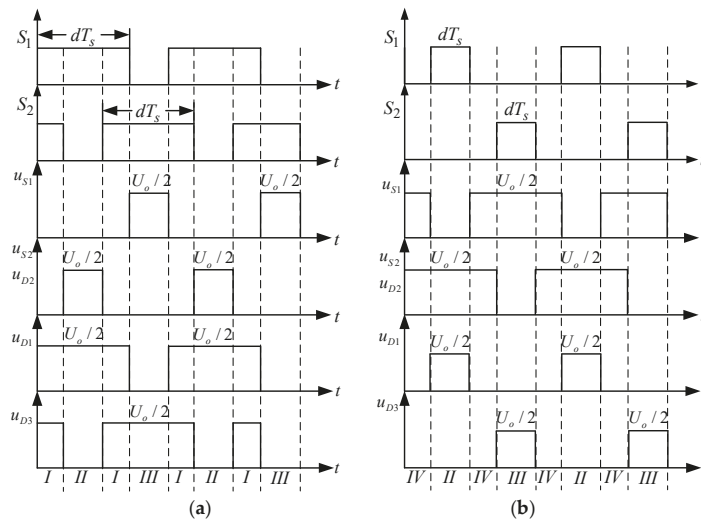 S1
dTs
t
S2
dTs
t
uS1
Uo / 2
Uo / 2
t
uS2
uD2
Uo / 2
Uo / 2
t
uD1
Uo / 2
Uo / 2
t
uD3
Uo / 2
t
I II I III I II I III
(a)
S1
dTs
t
S2
dTs
uS1
Uo / 2
t
uS2
uD2
Uo / 2
Uo / 2
t
uD1
Uo / 2
Uo / 2
t
uD3
Uo / 2
Uo / 2
t
IV II IV III IV II IV III
(b)